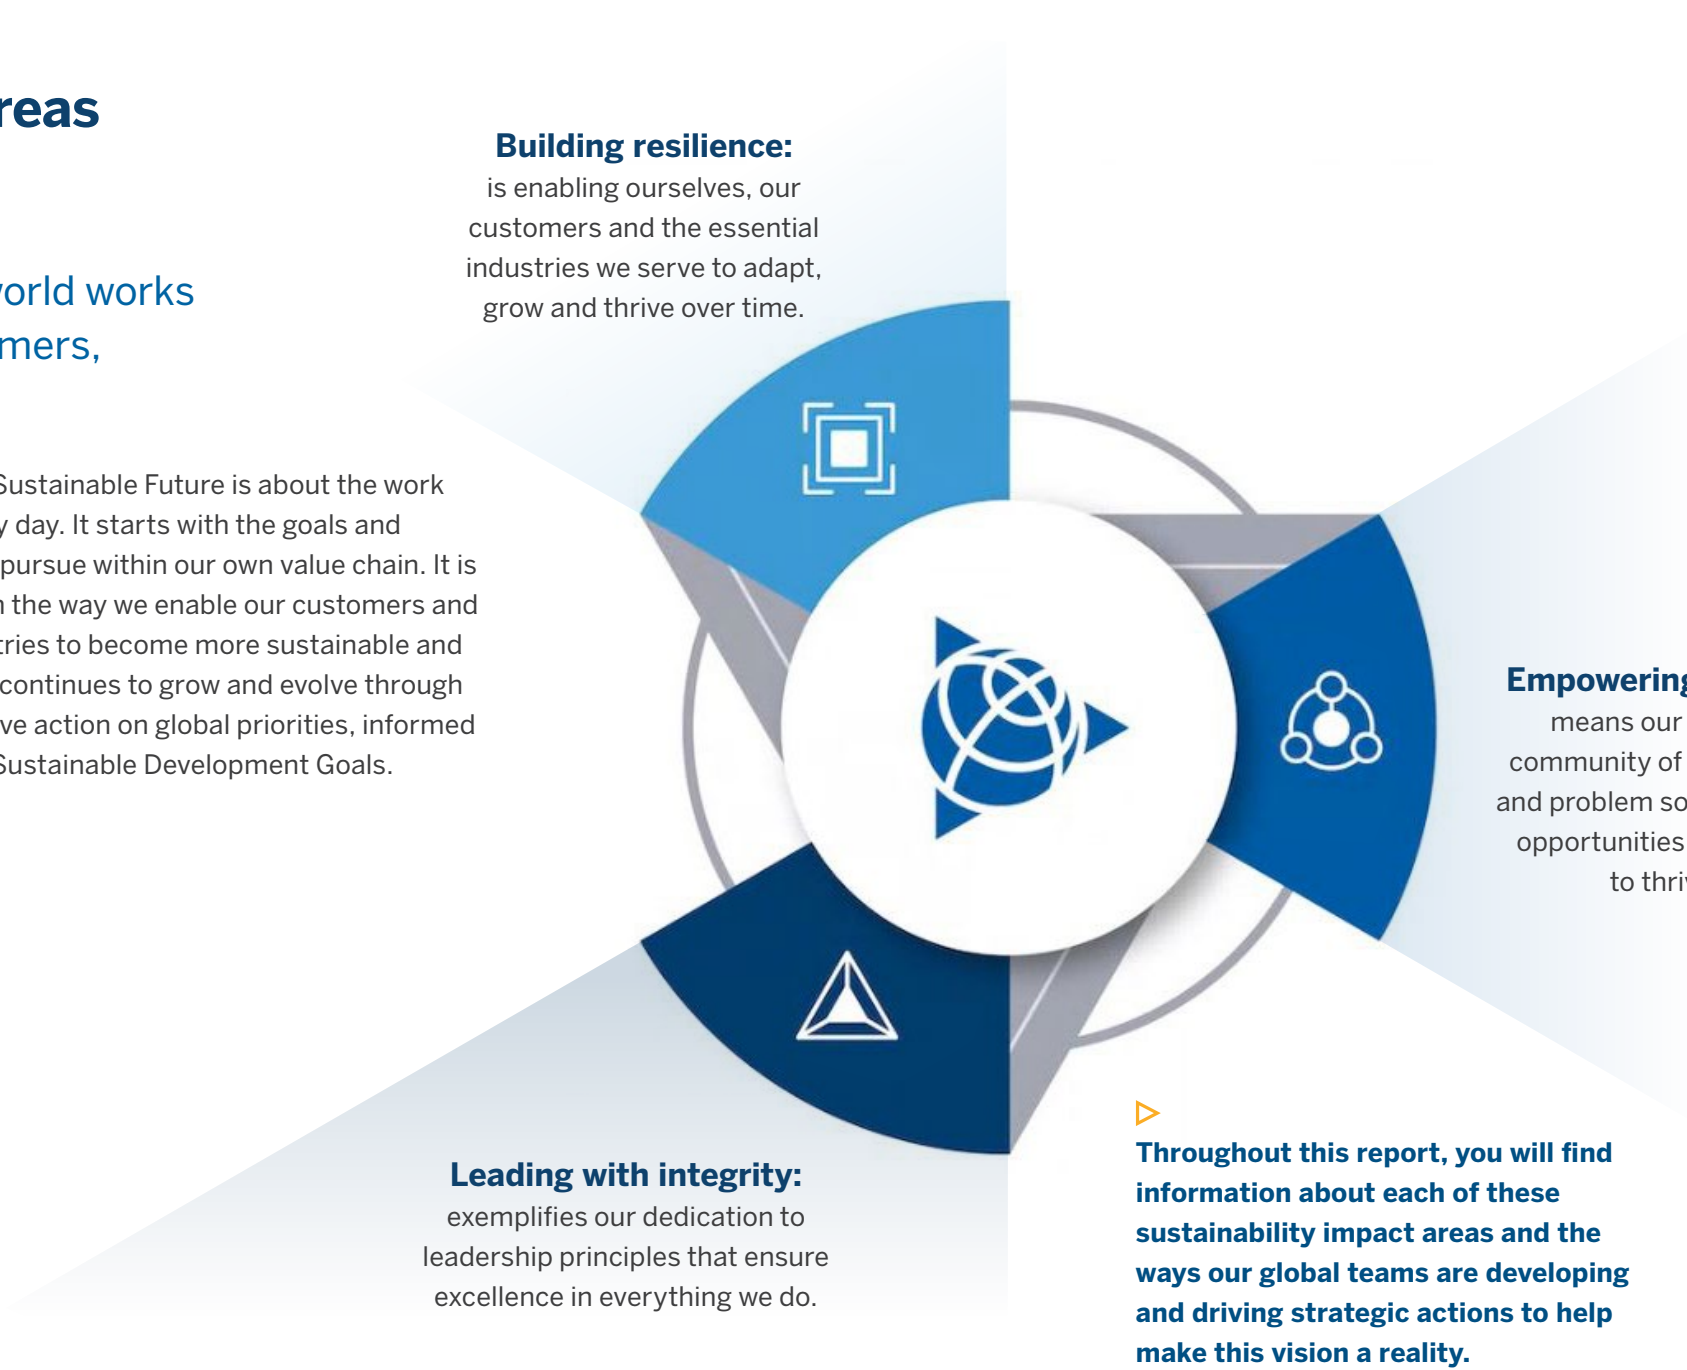 reas
world works
mers,
Sustainable Future is about the work
y day. It starts with the goals and
pursue within our own value chain. It is
n the way we enable our customers and
tries to become more sustainable and
continues to grow and evolve through
ve action on global priorities, informed
Sustainable Development Goals.
Building resilience:
is enabling ourselves, our
customers and the essential
industries we serve to adapt,
grow and thrive over time.
Empowering
means our
community of
and problem so
opportunities
to thriv
Leading with integrity:
exemplifies our dedication to
leadership principles that ensure
excellence in everything we do.
Throughout this report, you will find
information about each of these
sustainability impact areas and the
ways our global teams are developing
and driving strategic actions to help
make this vision a reality.